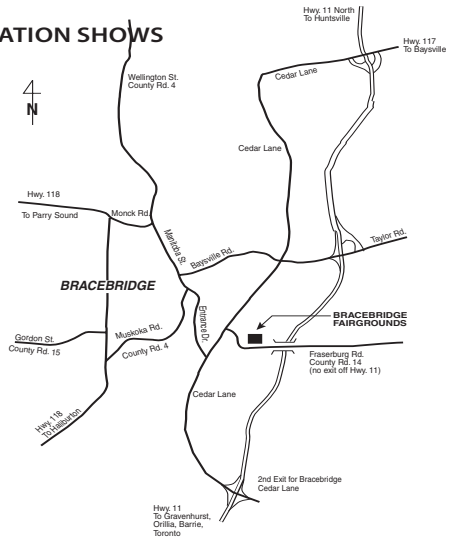 ATION SHOWS
Hwy. 11 North
To Huntsville
Hwy. 117
To Baysville
Cedar Lane
Wellington St.
County Rd. 4
N
Cedar Lane
Hwy. 118
To Parry Sound
Monck Rd.
Manitoba St
Baysville Rd.
Taylor Rd.
BRACEBRIDGE
Entrance Dr.
BRACEBRIDGE
FAIRGROUNDS
Gordon St.
County Rd. 15
Muskoka Rd.
County Rd. 4
Fraserburg Rd.
County Rd. 14
(no exit off Hwy. 11)
Cedar Lane
Hwy. 118
To Haliburton
2nd Exit for Bracebridge
Cedar Lane
Hwy. 11
To Gravenhurst,
Orillia, Barrie,
Toronto